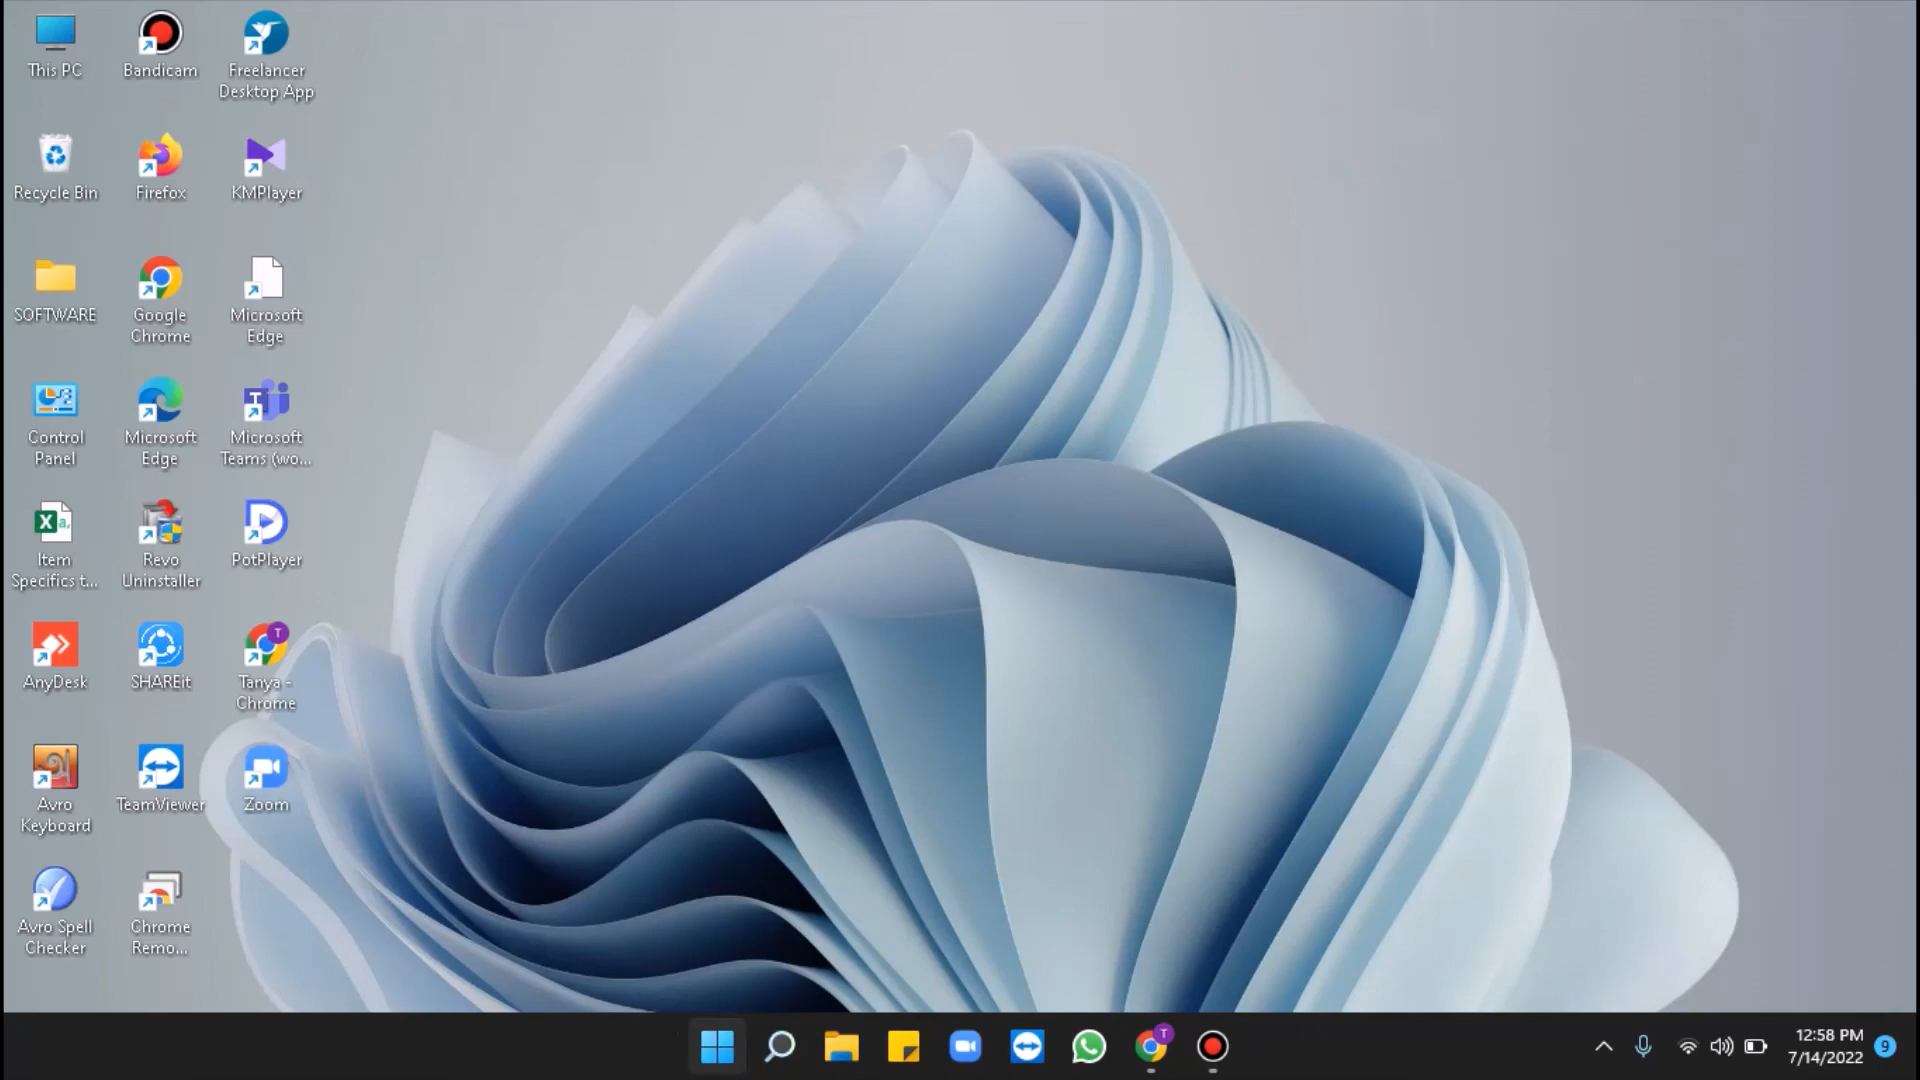 This PC
Bandicam
Freelancer
Desktop App
Recycle Bin
Firefox
KMPlayer
SOFTWARE
Google
Chrome
Microsoft
Edge
Control
Panel
Microsoft
Edge
Microsoft
Teams (wo...
Item
Specifics t...
Revo
Uninstaller
PotPlayer
AnyDesk
SHAREit
T
Tanya -
Chrome
Avro
Keyboard
TeamViewer
Zoom
Avro Spell
Checker
Chrome
Remo...
T
12:58 PM
7/14/2022
9